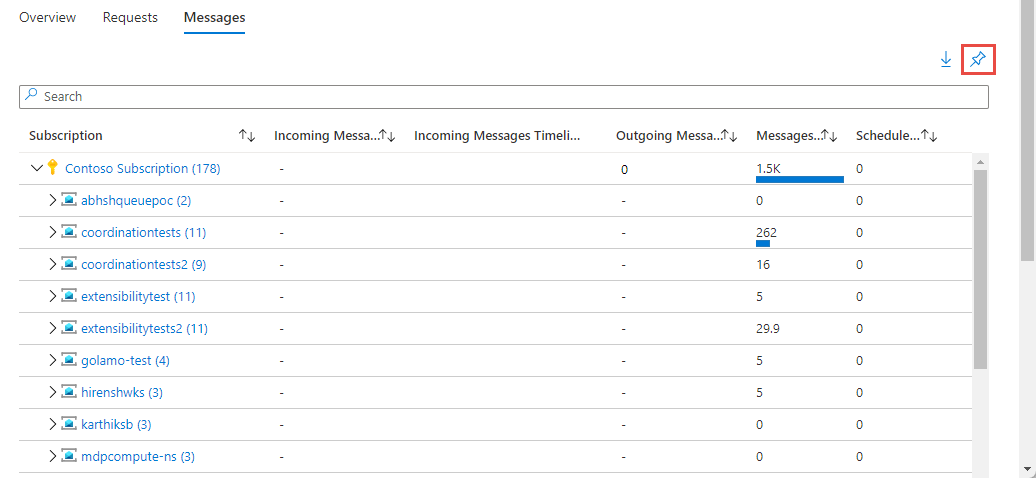 Overview Requests Messages
Search
Subscription Incoming Messa... Incoming Messages Timeli... Outgoing Messa... Messages... Schedule...
Contoso Subscription (178) - 0 1.5K 0
abhshqueuepoc (2) - - 0 0
coordinationtests (11) - - 262 0
coordinationtests2 (9) - - 16 0
extensibilitytest (11) - - 5 0
extensibilitytests2 (11) - - 29.9 0
golamo-test (4) - - 5 0
hirenshwks (3) - - 5 0
karthiksb (3) - - 0 0
mdpcompute-ns (3) - - 0 0